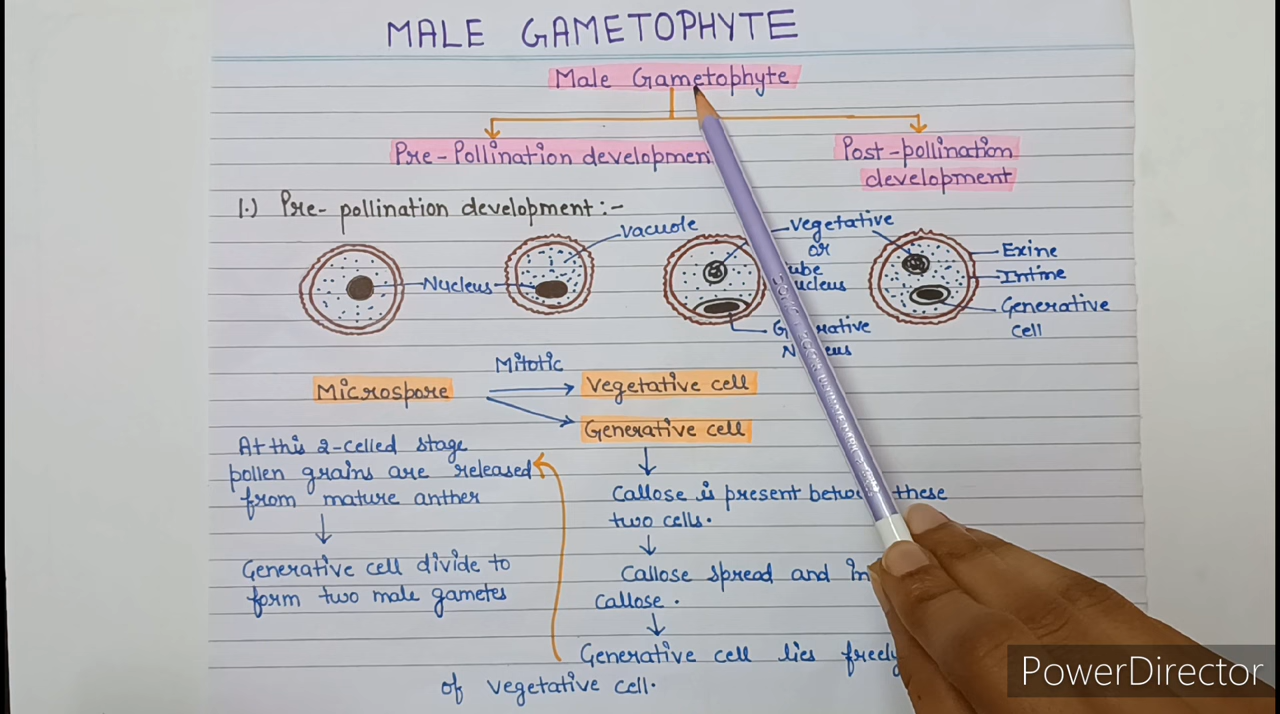 MALE GAMETOPHYTE
Male Gametophyte
Pre-Pollination developmen
Post-pollination
development
1.) Pre-pollination development:-
Vacuole
Nucleus
Vegetative
or
Nucleus
Generative
Exine
Intine
Generative
Cell
Mitotic
Microspore
Vegetative cell
Generative cell
At this 2-celled stage
pollen grains are released
from mature anther
Generative cell divide to
form two male gametes
Callose is present between these
two cells.
Callose spread and
callose.
Generative cell lies freely
of vegetative cell.
PowerDirector